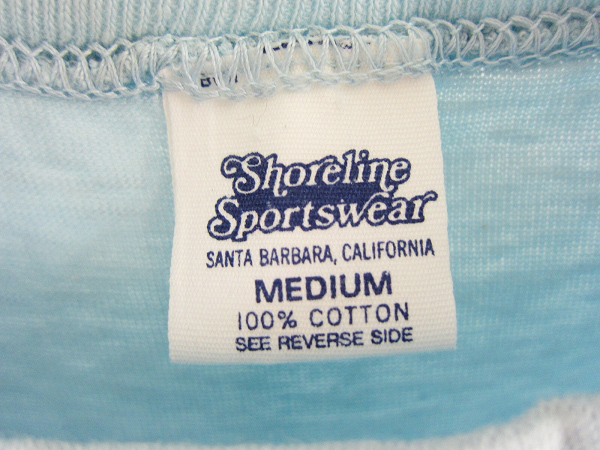 Shoreline
Sportswear
SANTA BARBARA, CALIFORNIA
MEDIUM
100% COTTON
SEE REVERSE SIDE